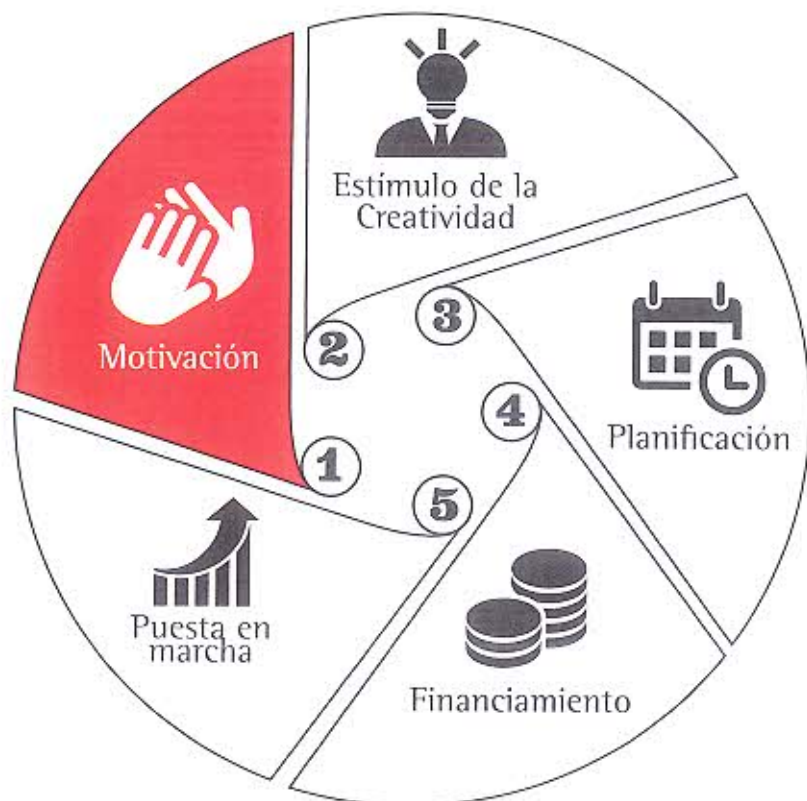 1
Motivación
2
Estímulo de la
Creatividad
3
Planificación
4
Financiamiento
5
Puesta en
marcha